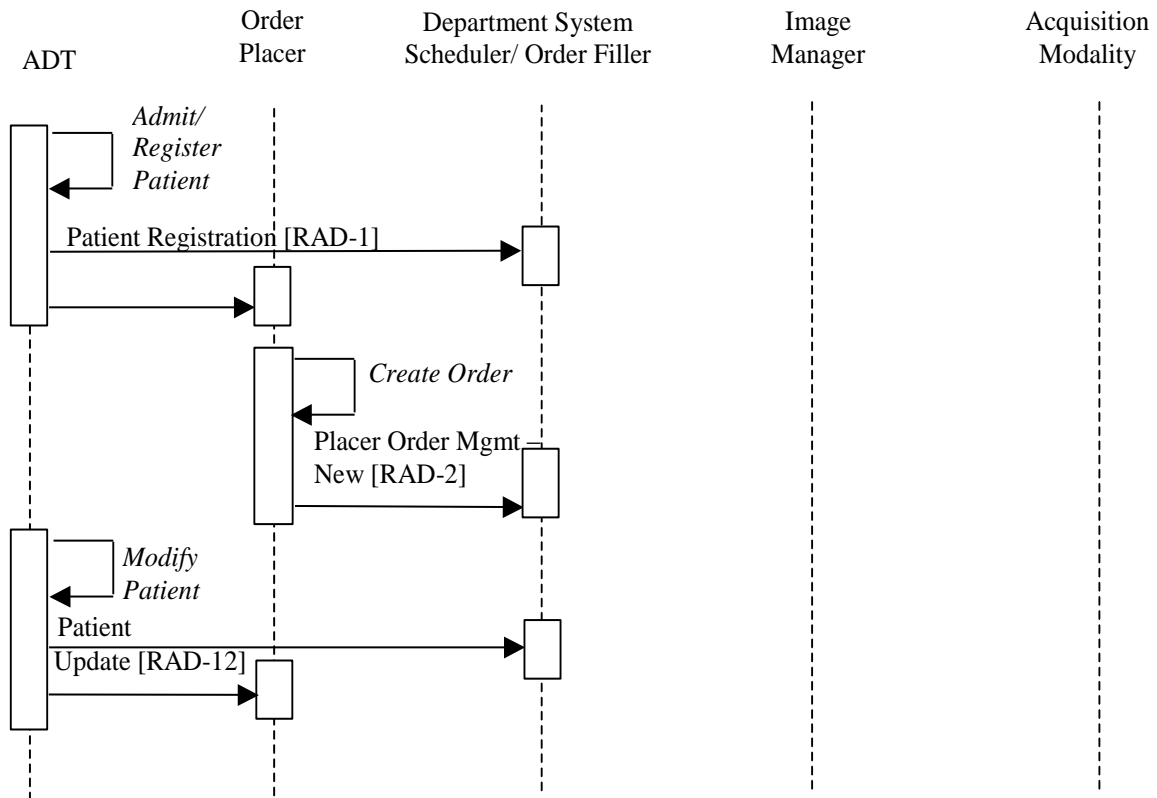 ADT
Order
Placer
Department System
Scheduler/ Order Filler
Image
Manager
Acquisition
Modality
Admit/
Register
Patient
Patient Registration [RAD-1]
Create Order
Placer Order Mgmt –
New [RAD-2]
Modify
Patient
Patient
Update [RAD-12]